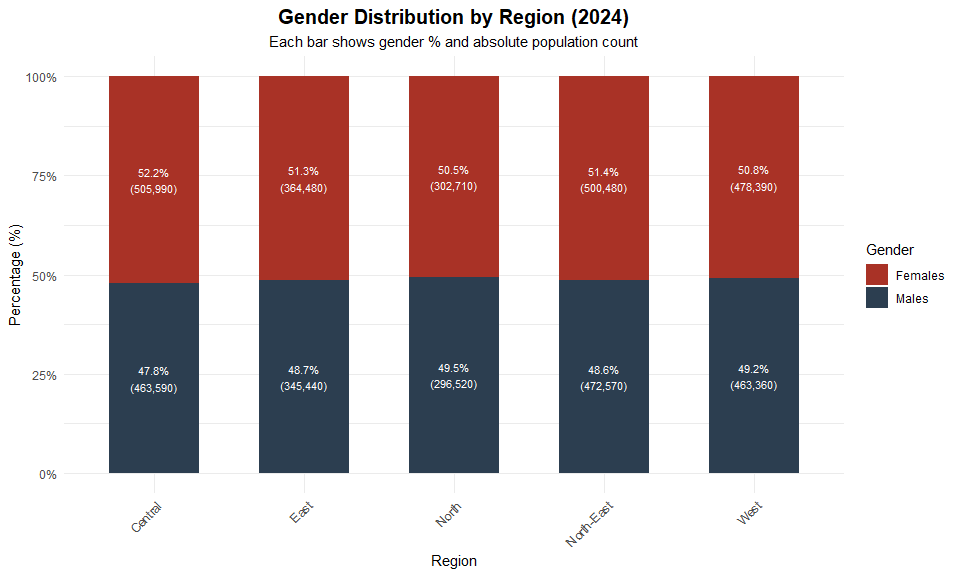 Gender Distribution by Region (2024)
Each bar shows gender % and absolute population count
Percentage (%)
100%
75%
50%
25%
0%
52.2%
(505,990)
51.3%
(364,480)
50.5%
(302,710)
51.4%
(500,480)
50.8%
(478,390)
47.8%
(463,590)
48.7%
(345,440)
49.5%
(296,520)
48.6%
(472,570)
49.2%
(463,360)
Central
East
North
North-East
West
Region
Gender
Females
Males